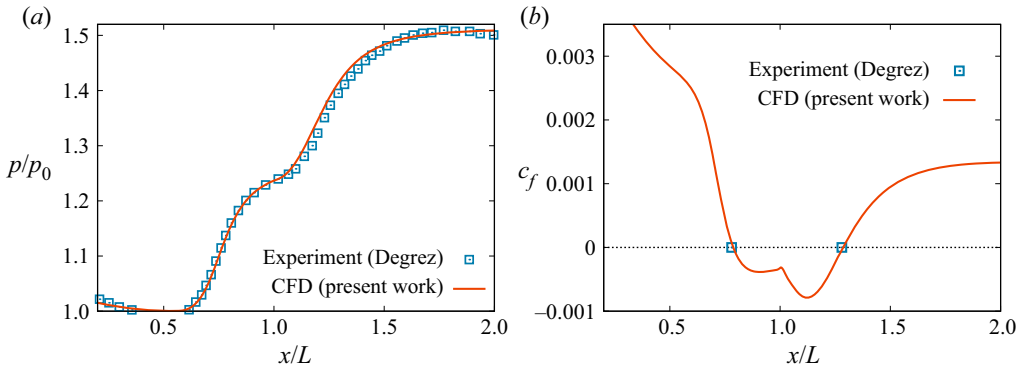 (a)
1.5
1.4
p/p0
1.3
1.2
1.1
1.0
Experiment (Degrez)
CFD (present work)
0.5
1.0
1.5
2.0
x/L
(b)
0.003
0.002
cf
0.001
0
−0.001
Experiment (Degrez)
CFD (present work)
0.5
1.0
1.5
2.0
x/L